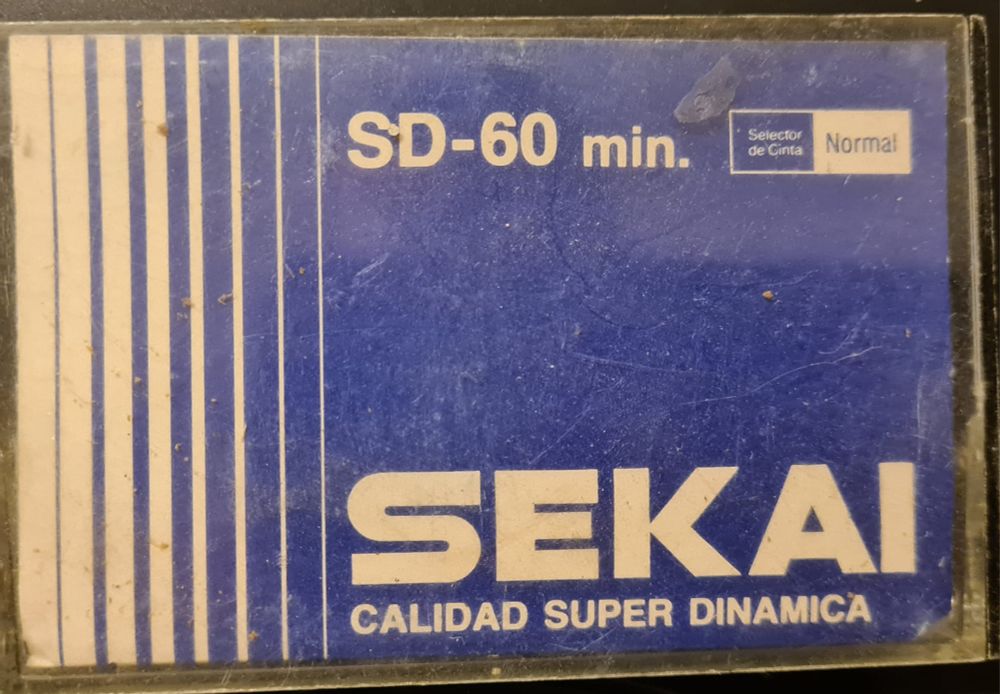 SD-60 min.
Selector
de Cinta
Normal
SEKAI
CALIDAD SUPER DINAMICA